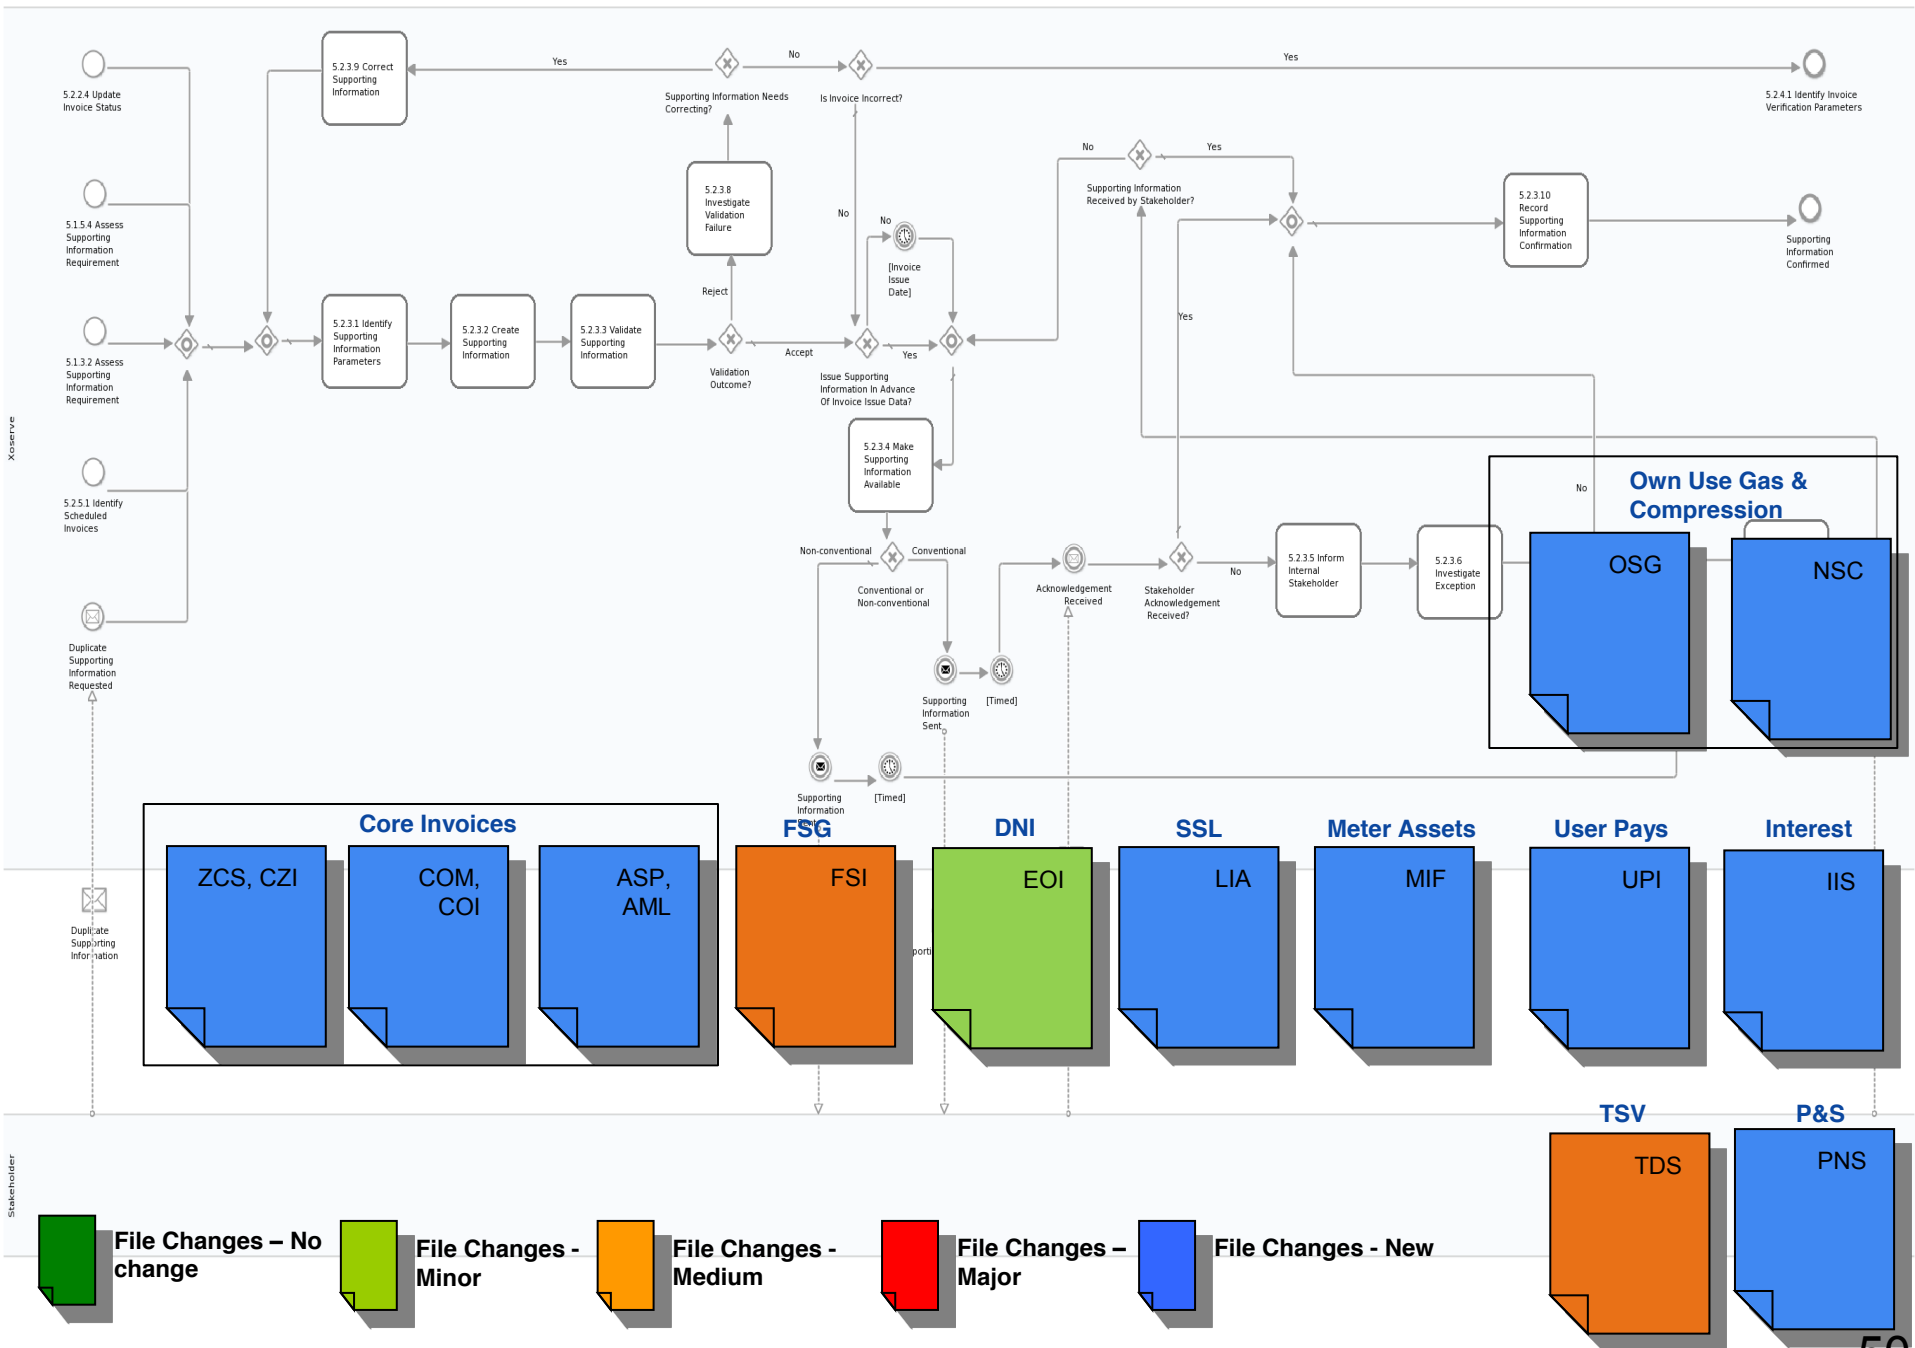 5.2.3.9 Correct
Supporting
Information
Yes
No
Yes
5.2.2.4 Update
Invoice Status
Supporting Information Needs
Correcting?
Is Invoice Incorrect?
5.2.4.1 Identify Invoice
Verification Parameters
No
Yes
5.2.3.8
Investigate
Validation
Failure
Supporting Information
Received by Stakeholder?
5.2.3.10
Record
Supporting
Information
Confirmation
5.1.5.4 Assess
Supporting
Information
Requirement
No
No
Supporting
Information
Confirmed
[Invoice
Issue
Date]
Reject
Yes
5.2.3.1 Identify
Supporting
Information
Parameters
5.2.3.2 Create
Supporting
Information
5.2.3.3 Validate
Supporting
Information
Accept
Yes
5.1.3.2 Assess
Supporting
Information
Requirement
Validation
Outcome?
Issue Supporting
Information In Advance
Of Invoice Issue Data?
Xoserve
5.2.3.4 Make
Supporting
Information
Available
5.2.5.1 Identify
Scheduled
Invoices
No
Own Use Gas &
Compression
OSG
NSC
Non-conventional
Conventional
Conventional or
Non-conventional
Acknowledgement
Received
Stakeholder
Acknowledgement
Received?
No
5.2.3.5 Inform
Internal
Stakeholder
5.2.3.6
Investigate
Exception
Duplicate
Supporting
Information
Requested
Supporting
Information
Sent
[Timed]
Supporting
Information
[Timed]
Core Invoices
FSG
DNI
SSL
Meter Assets
User Pays
Interest
ZCS, CZI
COM,
COI
ASP,
AML
FSI
EOI
LIA
MIF
UPI
IIS
Duplicate
Supporting
Information
porti
TSV
P&S
TDS
PNS
Stakeholder
File Changes – No
change
File Changes -
Minor
File Changes -
Medium
File Changes –
Major
File Changes - New